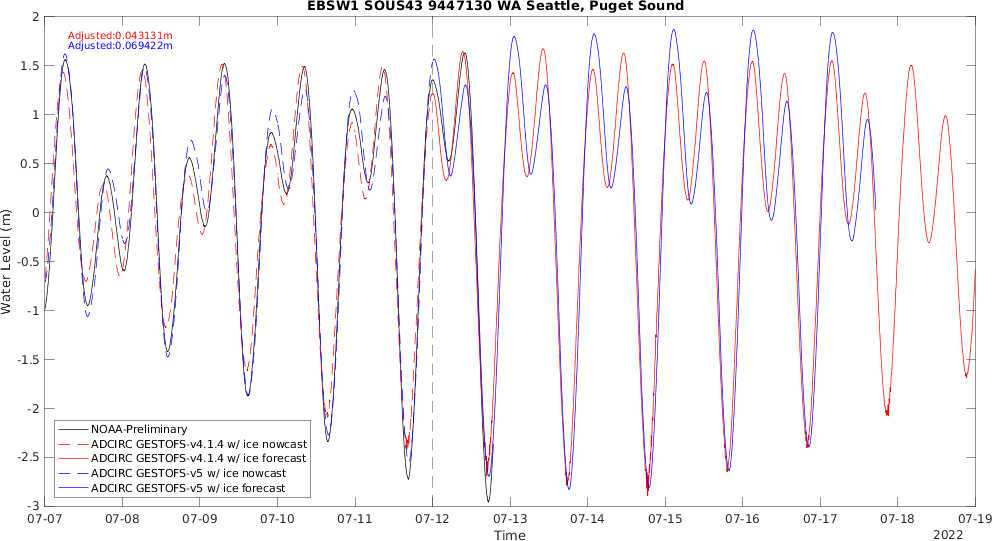 EBSW1 SOUS43 9447130 WA Seattle, Puget Sound
Adjusted:0.043131m
Adjusted:0.069422m
Water Level (m)
2
1.5
1
0.5
0
-0.5
-1
-1.5
-2
-2.5
-3
NOAA-Preliminary
ADCIRC GESTOFS-v4.1.4 w/ ice nowcast
ADCIRC GESTOFS-v4.1.4 w/ ice forecast
ADCIRC GESTOFS-v5 w/ ice nowcast
ADCIRC GESTOFS-v5 w/ ice forecast
07-07 07-08 07-09 07-10 07-11 07-12 07-13 07-14 07-15 07-16 07-17 07-18 07-19
Time
2022